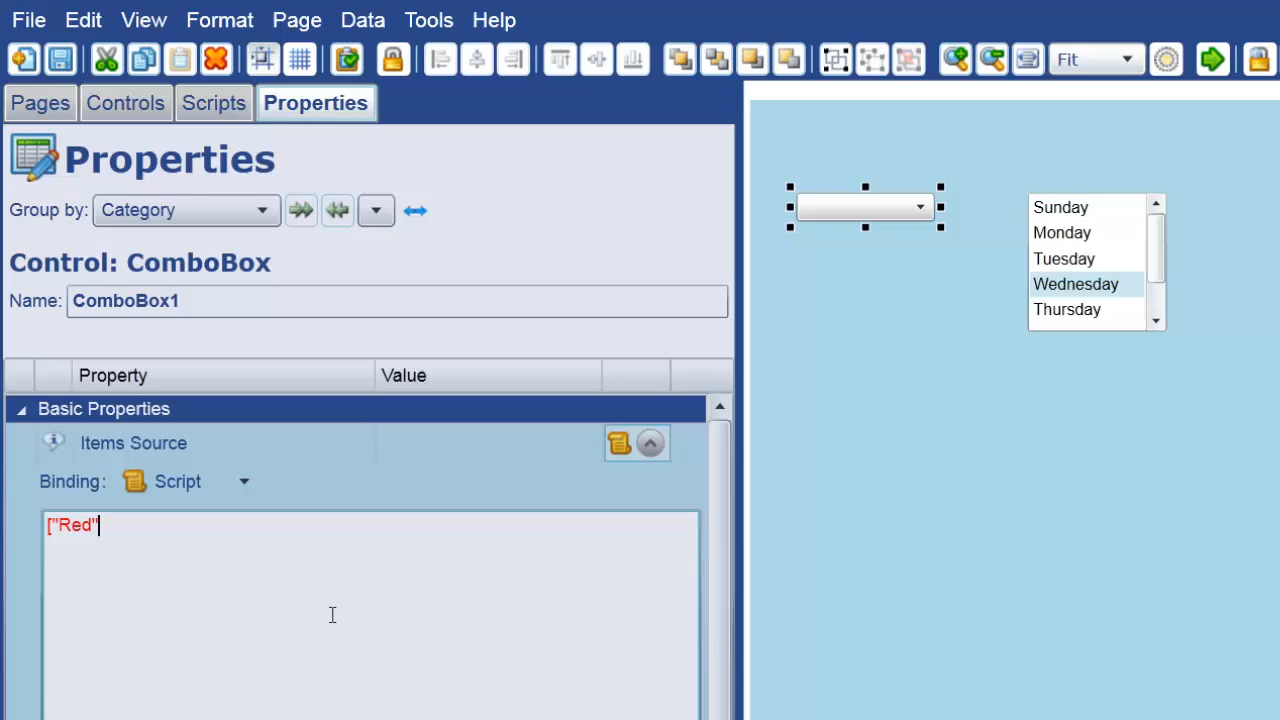 File Edit View Format Page Data Tools Help
Fit
Pages Controls Scripts Properties
Properties
Group by: Category
Control: ComboBox
Name: ComboBox1
Property Value
Basic Properties
Items Source
Binding: Script
["Red"
Sunday
Monday
Tuesday
Wednesday
Thursday